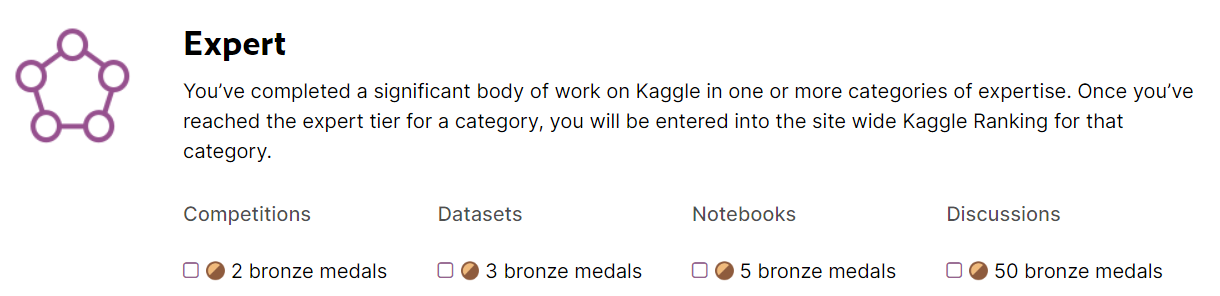 Expert
You’ve completed a significant body of work on Kaggle in one or more categories of expertise. Once you’ve
reached the expert tier for a category, you will be entered into the site wide Kaggle Ranking for that
category.
Competitions Datasets Notebooks Discussions
2 bronze medals 3 bronze medals 5 bronze medals 50 bronze medals